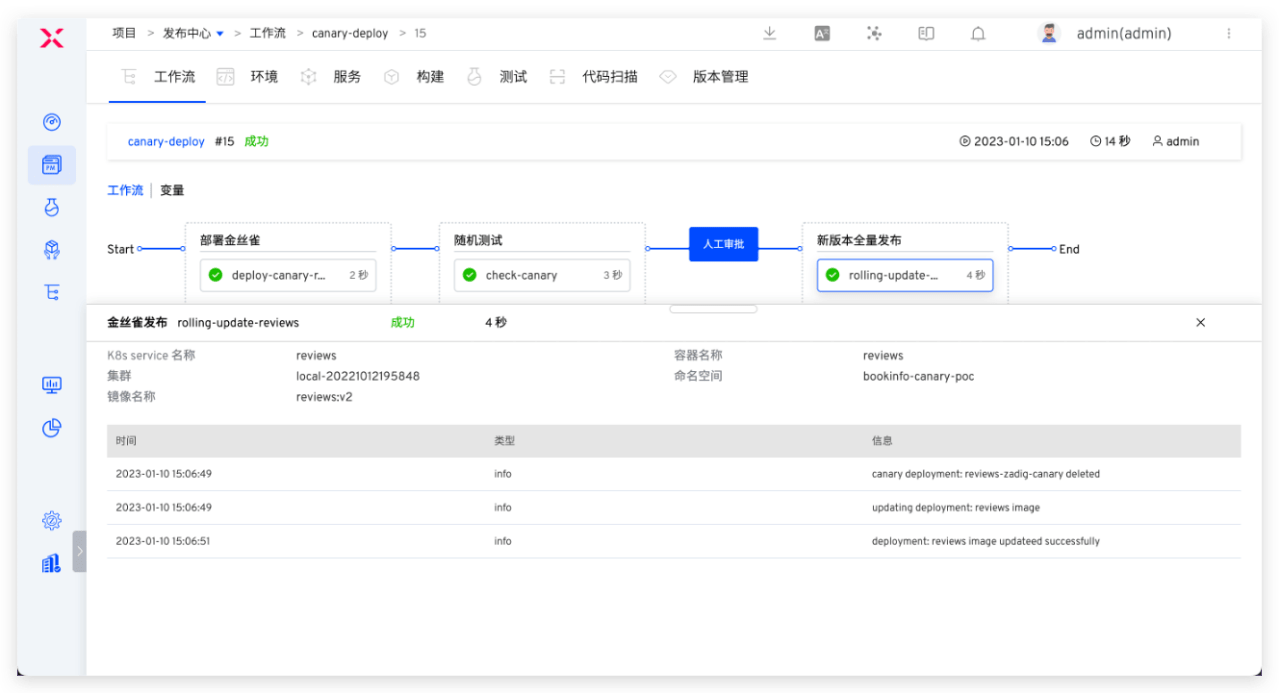 项目 > 发布中心 > 工作流 > canary-deploy > 15 admin(admin)
工作流 环境 服务 构建 测试 代码扫描 版本管理
canary-deploy #15 成功 2023-01-10 15:06 14 秒 admin
工作流 | 变量
Start 部署金丝雀 随机测试 人工审批 新版本全量发布 End
deploy-canary-r... 2 秒 check-canary 3 秒 rolling-update-... 4 秒
金丝雀发布 rolling-update-reviews 成功 4 秒
K8s service 名称 reviews 容器名称 reviews
集群 local-20221012195848 命名空间 bookinfo-canary-poc
镜像名称 reviews:v2
时间 类型 信息
2023-01-10 15:06:49 info canary deployment: reviews-zadig-canary deleted
2023-01-10 15:06:49 info updating deployment: reviews image
2023-01-10 15:06:51 info deployment: reviews image updateed successfully